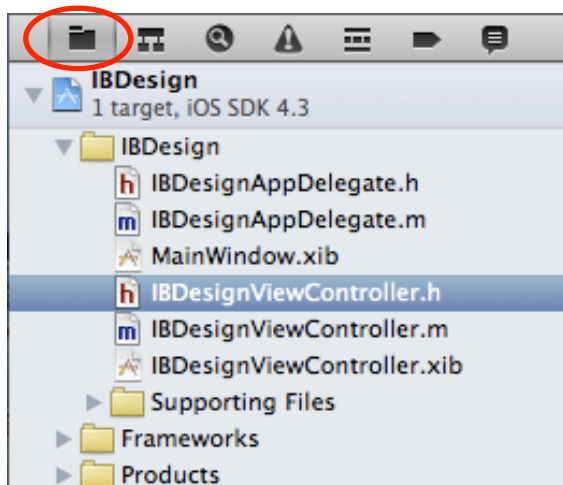 IBDesign
1 target, iOS SDK 4.3
IBDesign
h IBDesignAppDelegate.h
m IBDesignAppDelegate.m
MainWindow.xib
h IBDesignViewController.h
m IBDesignViewController.m
IBDesignViewController.xib
Supporting Files
Frameworks
Products